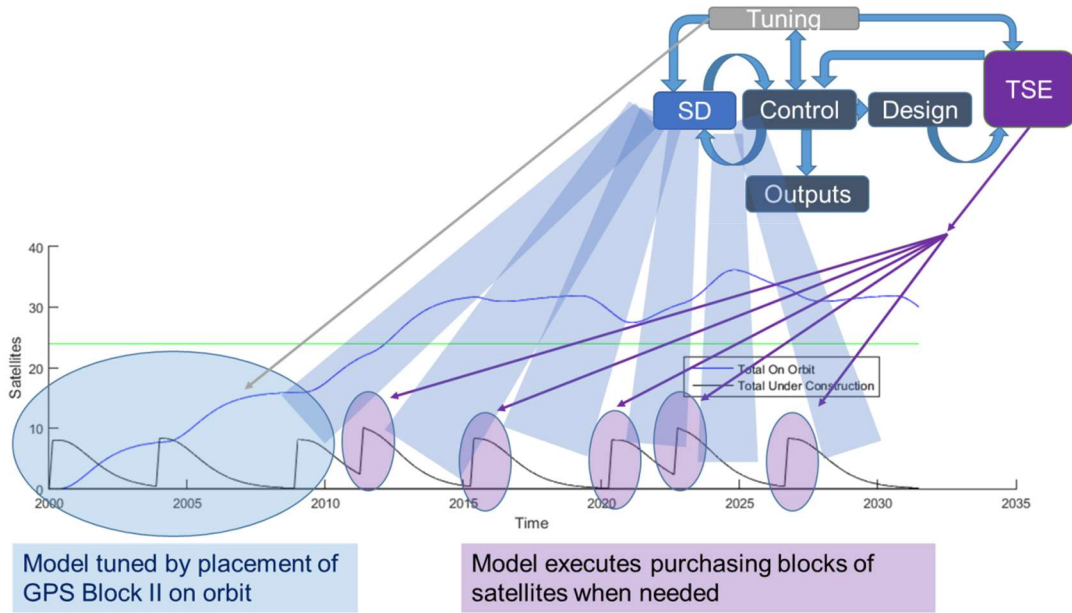 Tuning
TSE
SD
Control
Design
Outputs
40
30
20
10
0
Satellites
Total On Orbit
Total Under Construction
2000
2005
2010
2015
2020
2025
2030
2035
Time
Model tuned by placement of
GPS Block II on orbit
Model executes purchasing blocks of
satellites when needed